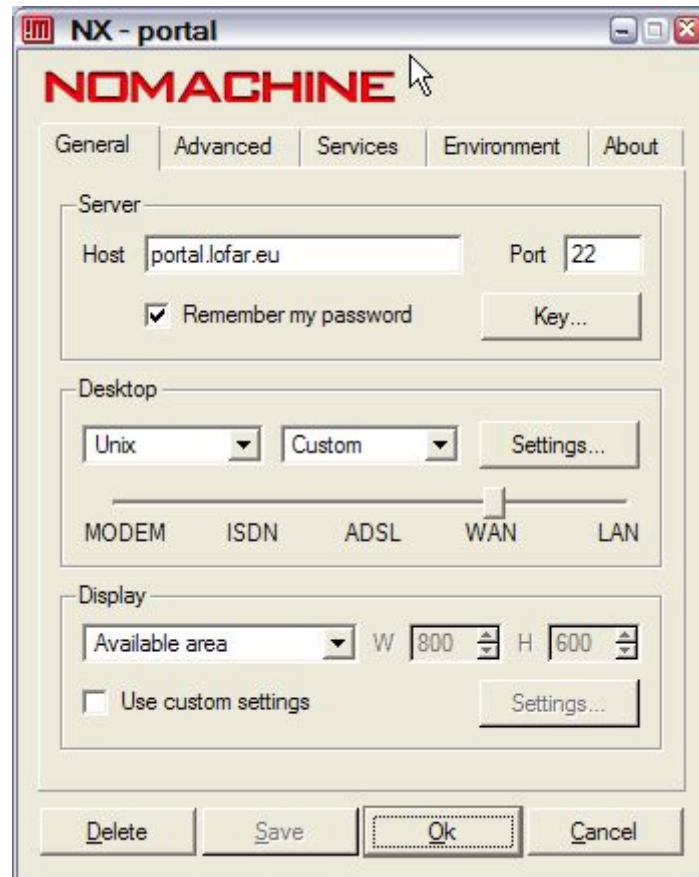 !M NX - portal
NOMACHINE
General Advanced Services Environment About
Server
Host portal.lofar.eu Port 22
Remember my password Key...
Desktop
Unix Custom Settings...
MODEM ISDN ADSL WAN LAN
Display
Available area W 800 H 600
Use custom settings Settings...
Delete Save Ok Cancel